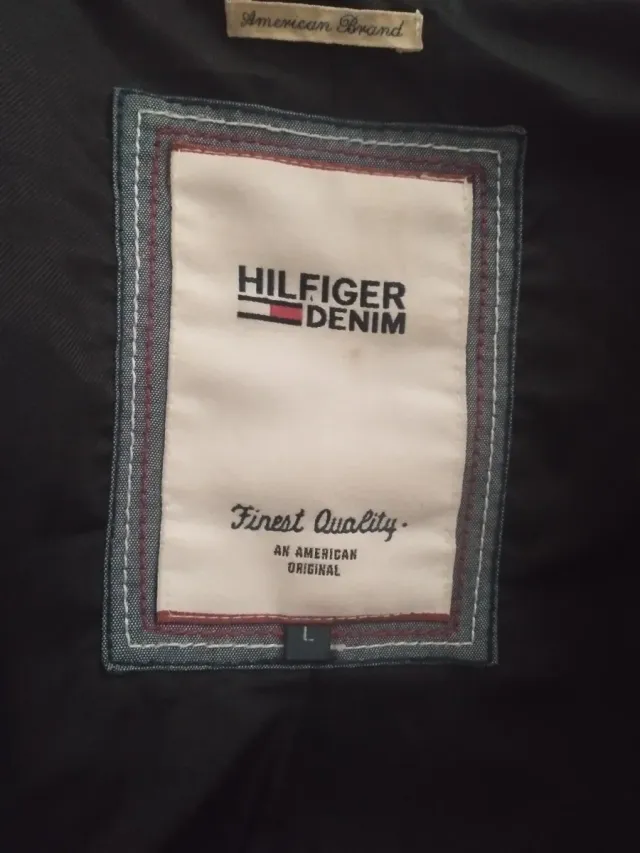 American Brand
HILFIGER
DENIM
Finest Quality.
AN AMERICAN
ORIGINAL
L